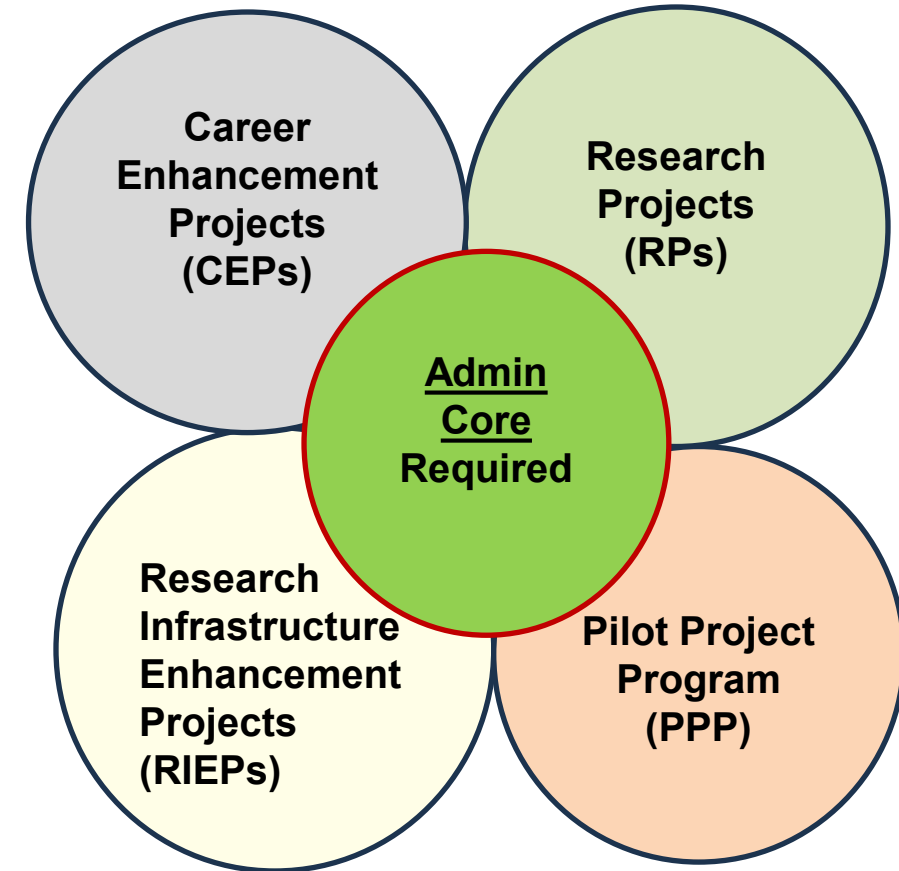 Career
Enhancement
Projects
(CEPs)
Research
Projects
(RPs)
Admin
Core
Required
Research
Infrastructure
Enhancement
Projects
(RIEPs)
Pilot Project
Program
(PPP)